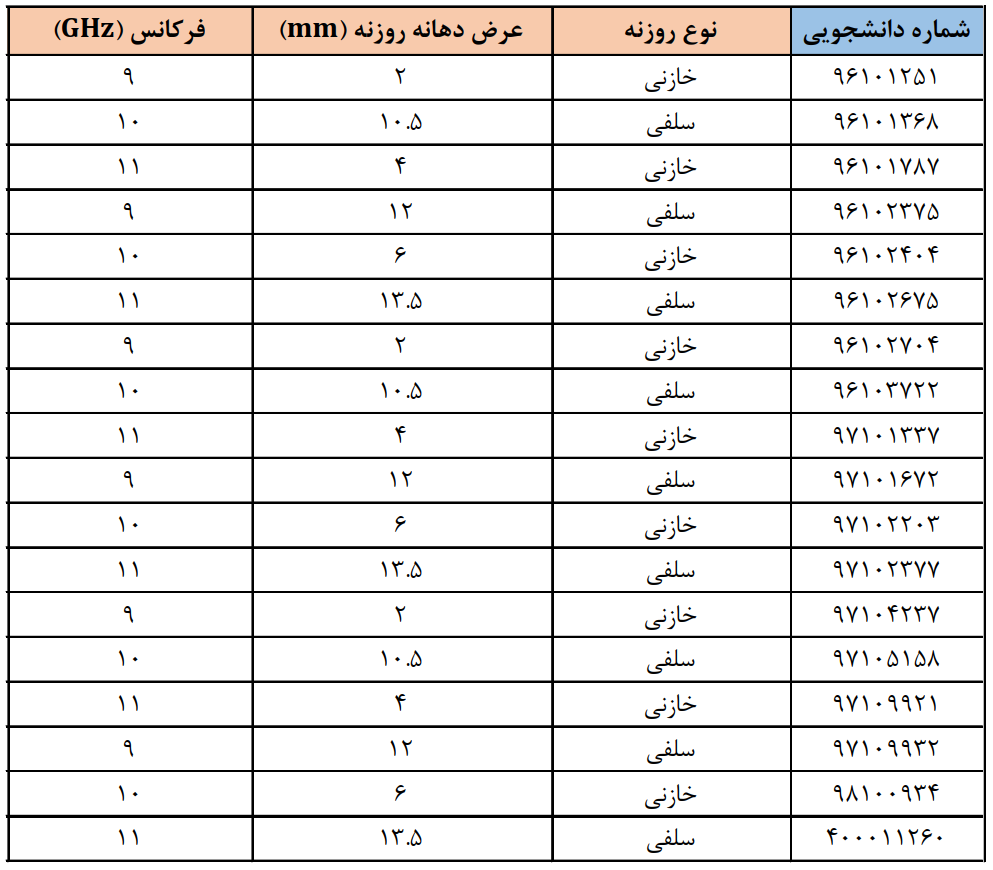 شماره دانشجویی نوع روزنه عرض دهانه روزنه (mm) فرکانس (GHz)
۹۶۱۰۱۲۵۱ خازنی ۲ ۹
۹۶۱۰۱۳۶۸ سلفی ۱۰.۵ ۱۰
۹۶۱۰۱۷۸۷ خازنی ۴ ۱۱
۹۶۱۰۲۳۷۵ سلفی ۱۲ ۹
۹۶۱۰۲۴۰۴ خازنی ۶ ۱۰
۹۶۱۰۲۶۷۵ سلفی ۱۳.۵ ۱۱
۹۶۱۰۲۷۰۴ خازنی ۲ ۹
۹۶۱۰۳۷۲۲ سلفی ۱۰.۵ ۱۰
۹۷۱۰۱۳۳۷ خازنی ۴ ۱۱
۹۷۱۰۱۶۷۲ سلفی ۱۲ ۹
۹۷۱۰۲۲۰۳ خازنی ۶ ۱۰
۹۷۱۰۲۳۷۷ سلفی ۱۳.۵ ۱۱
۹۷۱۰۴۲۳۷ خازنی ۲ ۹
۹۷۱۰۵۱۵۸ سلفی ۱۰.۵ ۱۰
۹۷۱۰۹۹۲۱ خازنی ۴ ۱۱
۹۷۱۰۹۹۳۲ سلفی ۱۲ ۹
۹۸۱۰۰۹۳۴ خازنی ۶ ۱۰
۴۰۰۰۱۱۲۶۰ سلفی ۱۳.۵ ۱۱